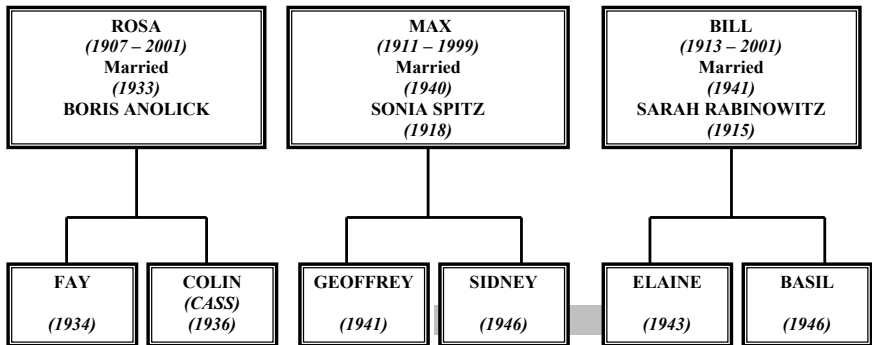 ROSA
(1907 – 2001)
Married
(1933)
BORIS ANOLICK
MAX
(1911 – 1999)
Married
(1940)
SONIA SPITZ
(1918)
BILL
(1913 – 2001)
Married
(1941)
SARAH RABINOWITZ
(1915)
FAY
(1934)
COLIN
(CASS)
(1936)
GEOFFREY
(1941)
SIDNEY
(1946)
ELAINE
(1943)
BASIL
(1946)